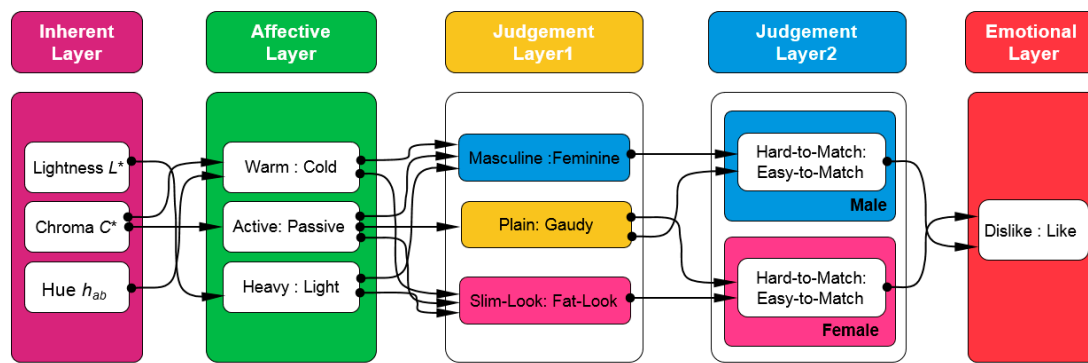 Inherent
Layer
Affective
Layer
Judgement
Layer1
Judgement
Layer2
Emotional
Layer
Lightness L*
Chroma C*
Hue hab
Warm : Cold
Active: Passive
Heavy : Light
Masculine :Feminine
Plain: Gaudy
Slim-Look: Fat-Look
Hard-to-Match:
Easy-to-Match
Male
Hard-to-Match:
Easy-to-Match
Female
Dislike : Like